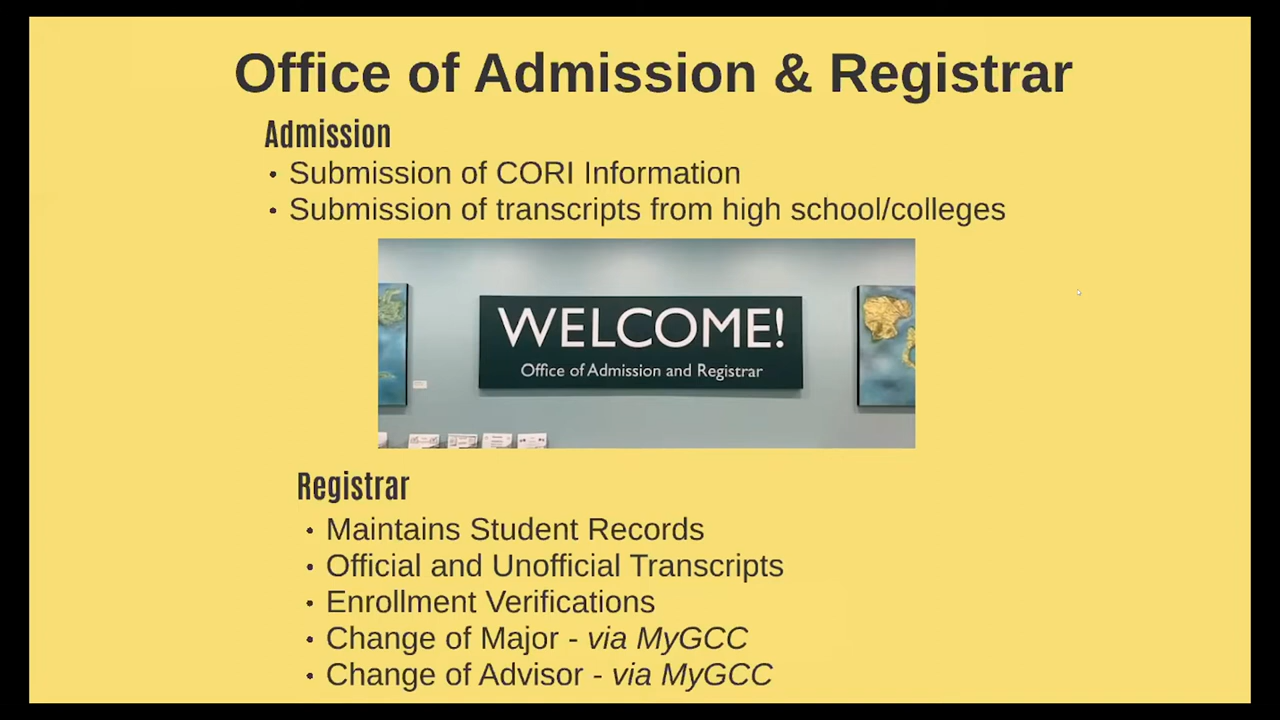 Office of Admission & Registrar
Admission
• Submission of CORI Information
• Submission of transcripts from high school/colleges
WELCOME!
Office of Admission and Registrar
Registrar
• Maintains Student Records
• Official and Unofficial Transcripts
• Enrollment Verifications
• Change of Major - via MyGCC
• Change of Advisor - via MyGCC